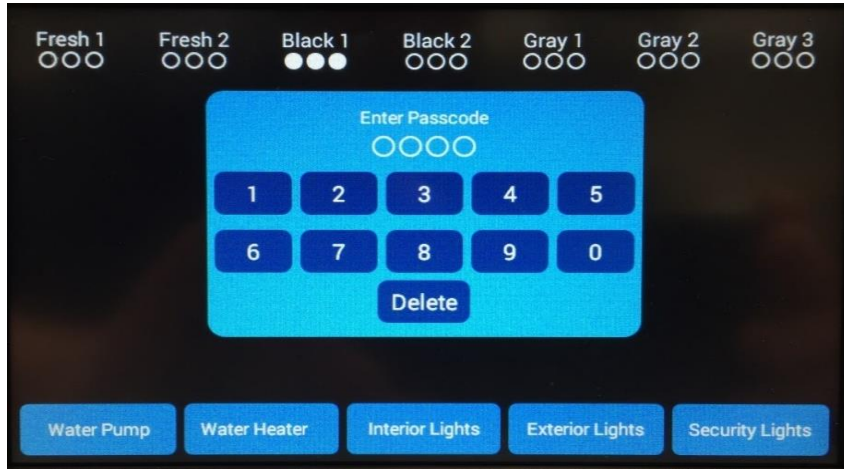 Fresh 1 Fresh 2 Black 1 Black 2 Gray 1 Gray 2 Gray 3
Enter Passcode
1 2 3 4 5
6 7 8 9 0
Delete
Water Pump Water Heater Interior Lights Exterior Lights Security Lights